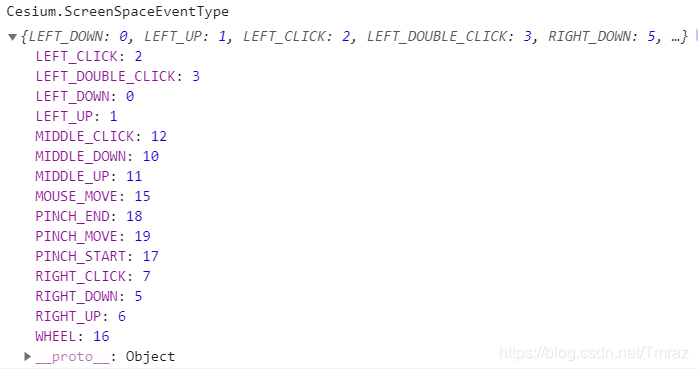 Cesium.ScreenSpaceEventType
{LEFT_DOWN: 0, LEFT_UP: 1, LEFT_CLICK: 2, LEFT_DOUBLE_CLICK: 3, RIGHT_DOWN: 5, …}
LEFT_CLICK: 2
LEFT_DOUBLE_CLICK: 3
LEFT_DOWN: 0
LEFT_UP: 1
MIDDLE_CLICK: 12
MIDDLE_DOWN: 10
MIDDLE_UP: 11
MOUSE_MOVE: 15
PINCH_END: 18
PINCH_MOVE: 19
PINCH_START: 17
RIGHT_CLICK: 7
RIGHT_DOWN: 5
RIGHT_UP: 6
WHEEL: 16
__proto__: Object
https://blog.csdn.net/Tmraz